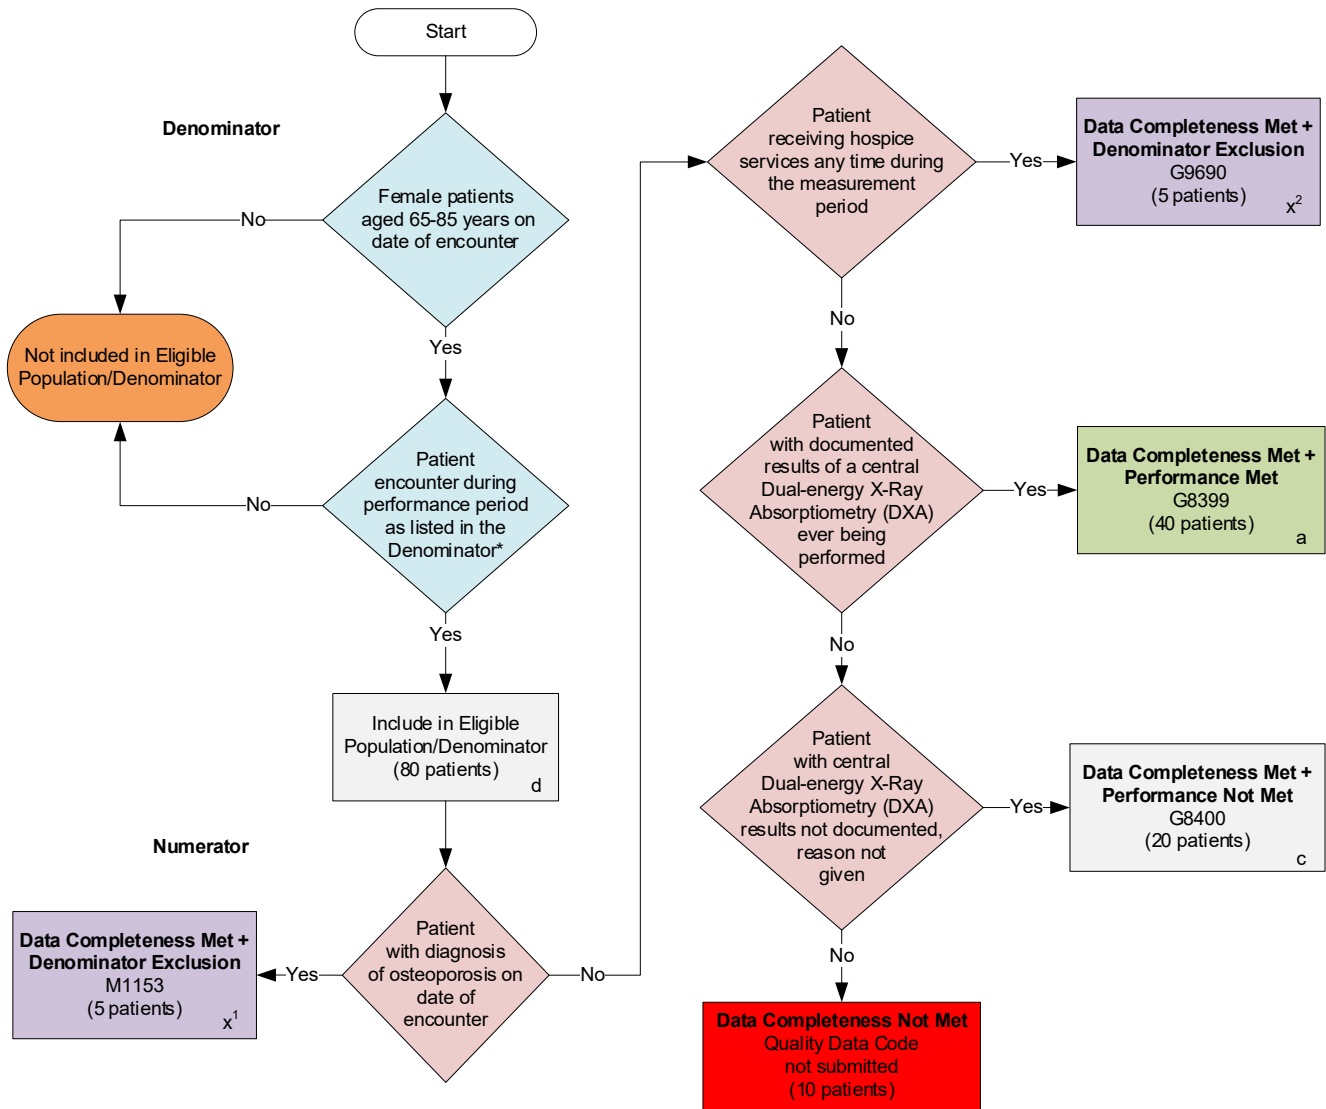 Start
Denominator
Female patients
aged 65-85 years on
date of encounter
No
Not included in Eligible
Population/Denominator
Yes
Patient
encounter during
performance period
as listed in the
Denominator*
No
Yes
Include in Eligible
Population/Denominator
(80 patients)
d
Numerator
Patient
with diagnosis
of osteoporosis on
date of
encounter
Yes
Data Completeness Met +
Denominator Exclusion
M1153
(5 patients)
x¹
No
Patient
receiving hospice
services any time during
the measurement
period
Yes
Data Completeness Met +
Denominator Exclusion
G9690
(5 patients)
x²
No
Patient
with documented
results of a central
Dual-energy X-Ray
Absorptiometry (DXA)
ever being
performed
Yes
Data Completeness Met +
Performance Met
G8399
(40 patients)
a
No
Patient
with central
Dual-energy X-Ray
Absorptiometry (DXA)
results not documented,
reason not
given
Yes
Data Completeness Met +
Performance Not Met
G8400
(20 patients)
c
No
Data Completeness Not Met
Quality Data Code
not submitted
(10 patients)